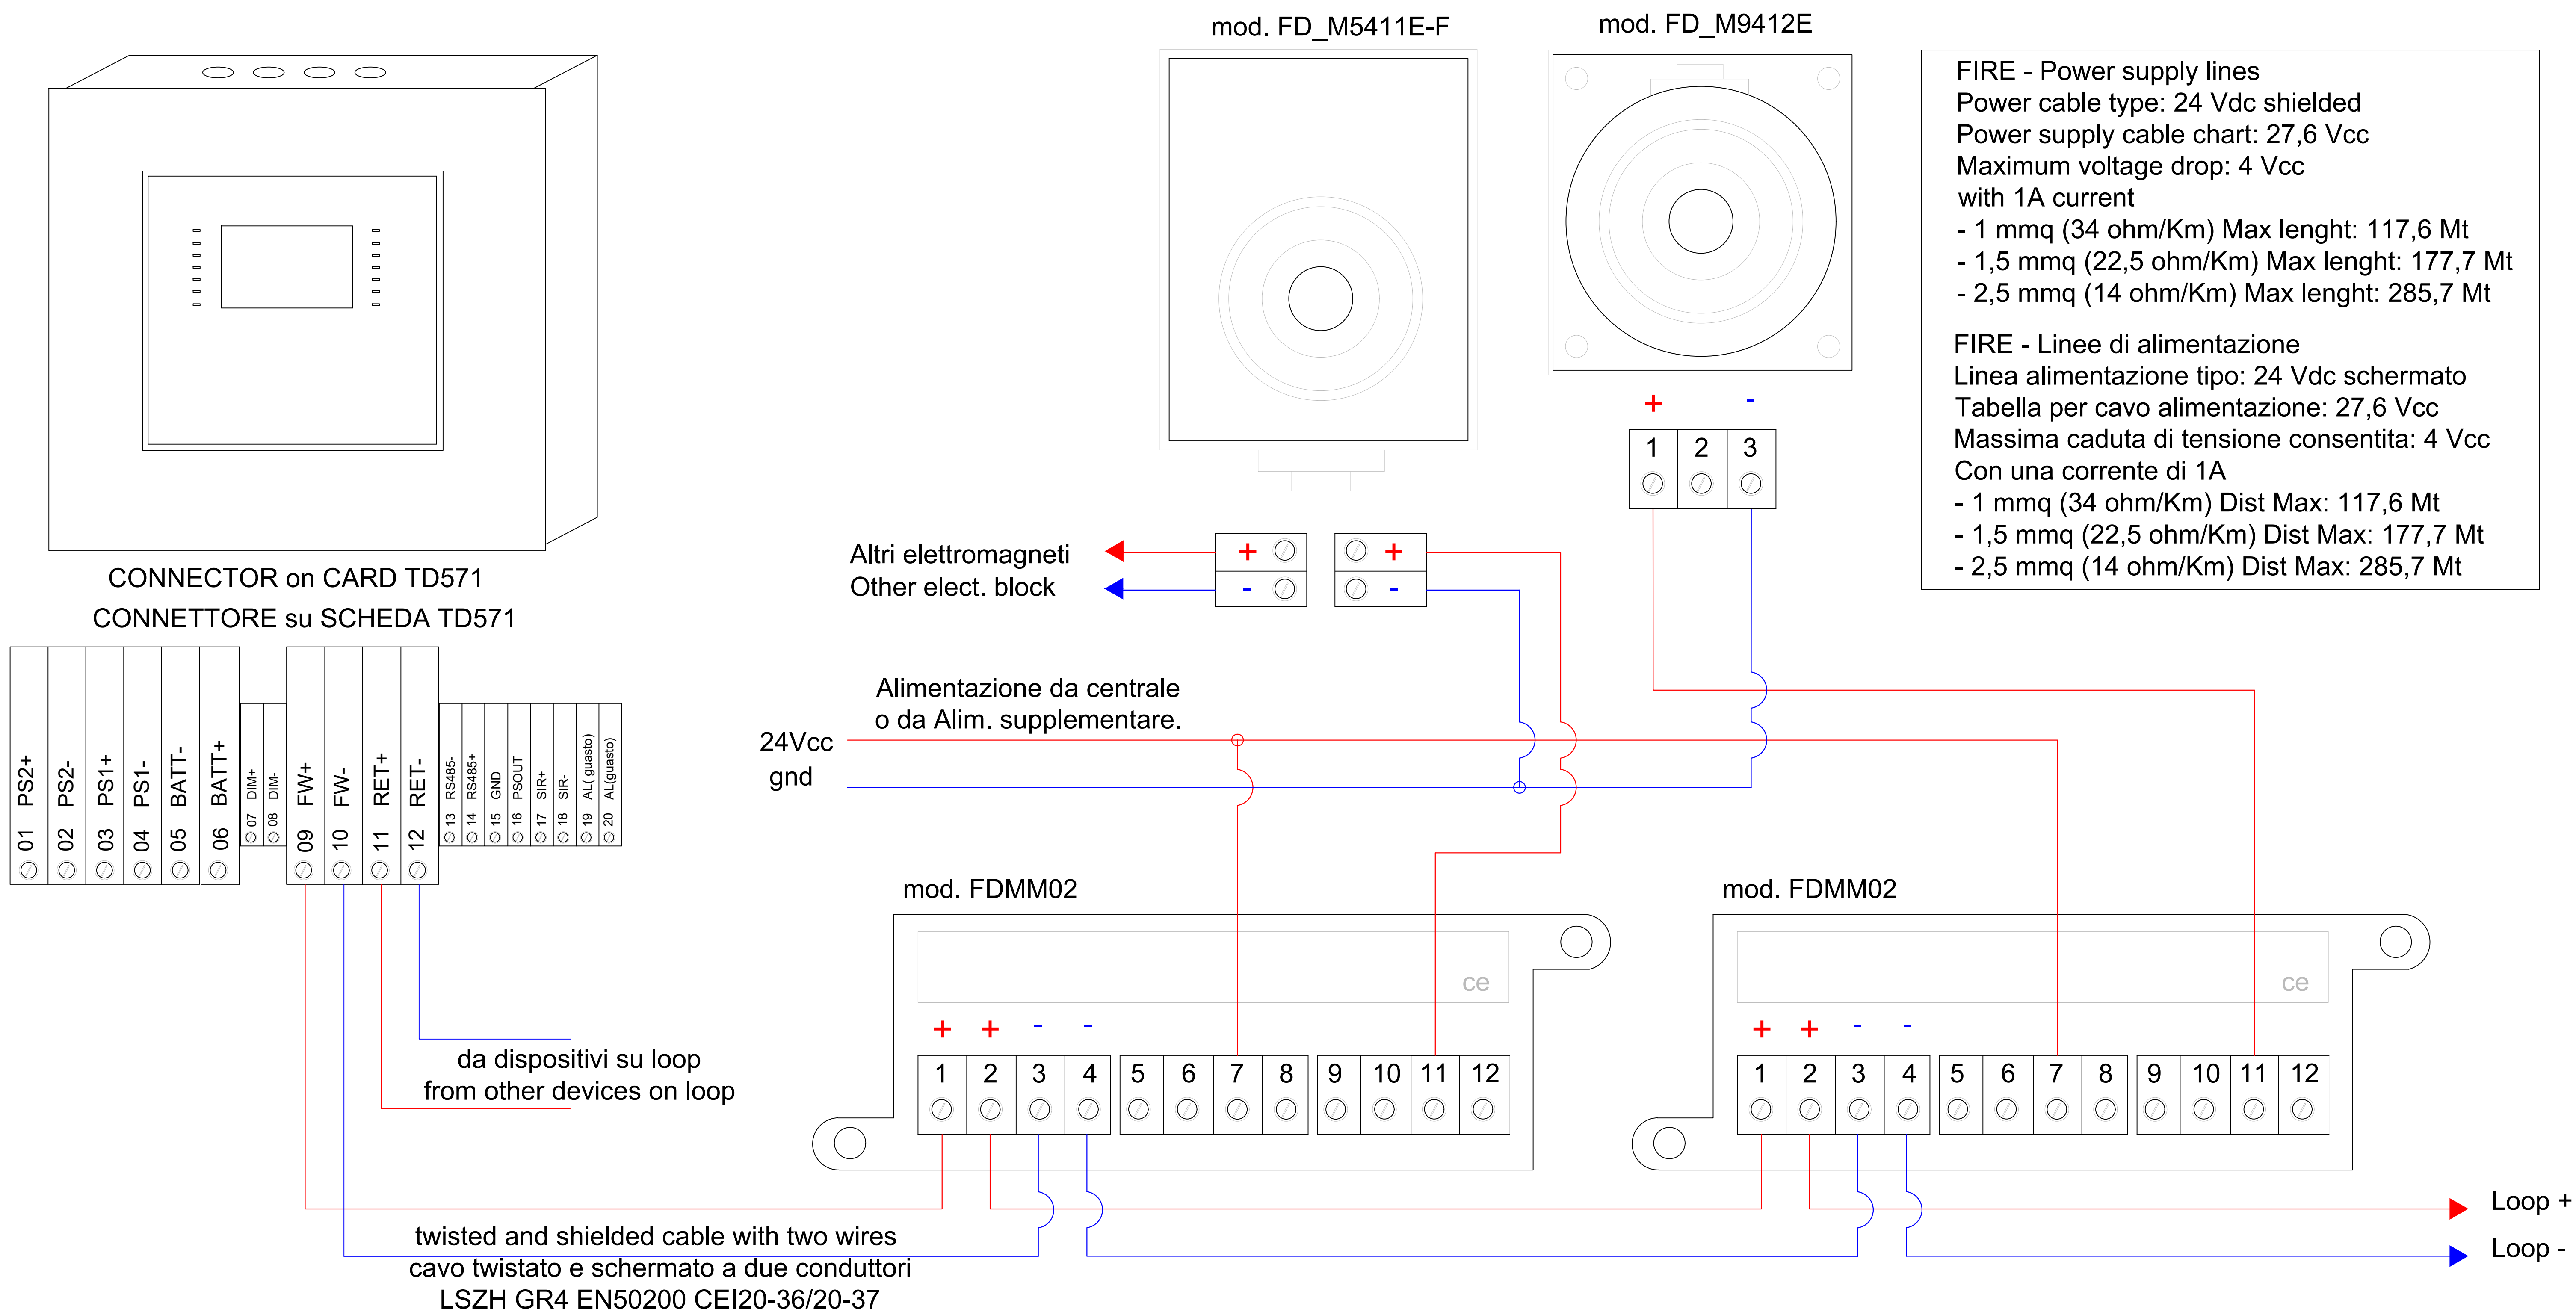 mod. FD_M5411E-F
mod. FD_M9412E
FIRE - Power supply lines
Power cable type: 24 Vdc shielded
Power supply cable chart: 27,6 Vcc
Maximum voltage drop: 4 Vcc
with 1A current
- 1 mmq (34 ohm/Km) Max lenght: 117,6 Mt
- 1,5 mmq (22,5 ohm/Km) Max lenght: 177,7 Mt
- 2,5 mmq (14 ohm/Km) Max lenght: 285,7 Mt
FIRE - Linee di alimentazione
Linea alimentazione tipo: 24 Vdc schermato
Tabella per cavo alimentazione: 27,6 Vcc
Massima caduta di tensione consentita: 4 Vcc
Con una corrente di 1A
- 1 mmq (34 ohm/Km) Dist Max: 117,6 Mt
- 1,5 mmq (22,5 ohm/Km) Dist Max: 177,7 Mt
- 2,5 mmq (14 ohm/Km) Dist Max: 285,7 Mt
+ -
1 2 3
CONNECTOR on CARD TD571
CONNETTORE su SCHEDA TD571
01 PS2+
02 PS2-
03 PS1+
04 PS1-
05 BATT-
06 BATT+
07 DIM+
08 DIM-
09 FW+
10 FW-
11 RET+
12 RET-
13 RS485-
14 RS485+
15 GND
16 PSOUT
17 SIR+
18 SIR-
19 AL( guasto)
20 AL(guasto)
Altri elettromagneti
Other elect. block
+ +
- -
Alimentazione da centrale
o da Alim. supplementare.
24Vcc
gnd
da dispositivi su loop
from other devices on loop
mod. FDMM02
ce
+ + - -
1 2 3 4 5 6 7 8 9 10 11 12
mod. FDMM02
ce
+ + - -
1 2 3 4 5 6 7 8 9 10 11 12
Loop +
Loop -
twisted and shielded cable with two wires
cavo twistato e schermato a due conduttori
LSZH GR4 EN50200 CEI20-36/20-37